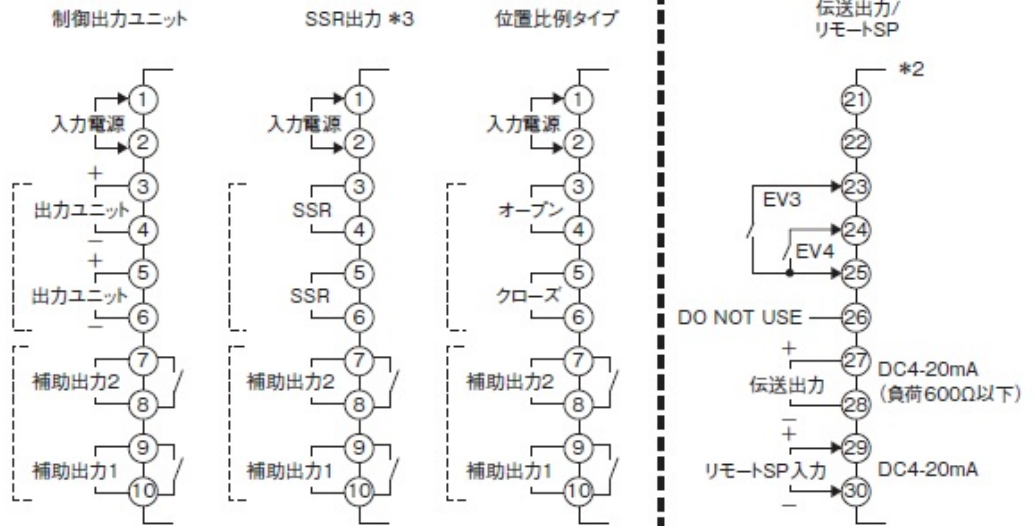 制御出力ユニット
1
入力電源
2
+
3
出力ユニット
4
−
+
5
出力ユニット
6
−
7
補助出力2
8
9
補助出力1
10
SSR出力 *3
1
入力電源
2
3
SSR
4
5
SSR
6
7
補助出力2
8
9
補助出力1
10
位置比例タイプ
1
入力電源
2
3
オープン
4
5
クローズ
6
7
補助出力2
8
9
補助出力1
10
伝送出力/
リモートSP
*2
21
22
23
EV3
24
EV4
25
DO NOT USE 26
+
27
DC4-20mA
伝送出力
(負荷600Ω以下)
28
−
+
29
リモートSP入力
DC4-20mA
30
−